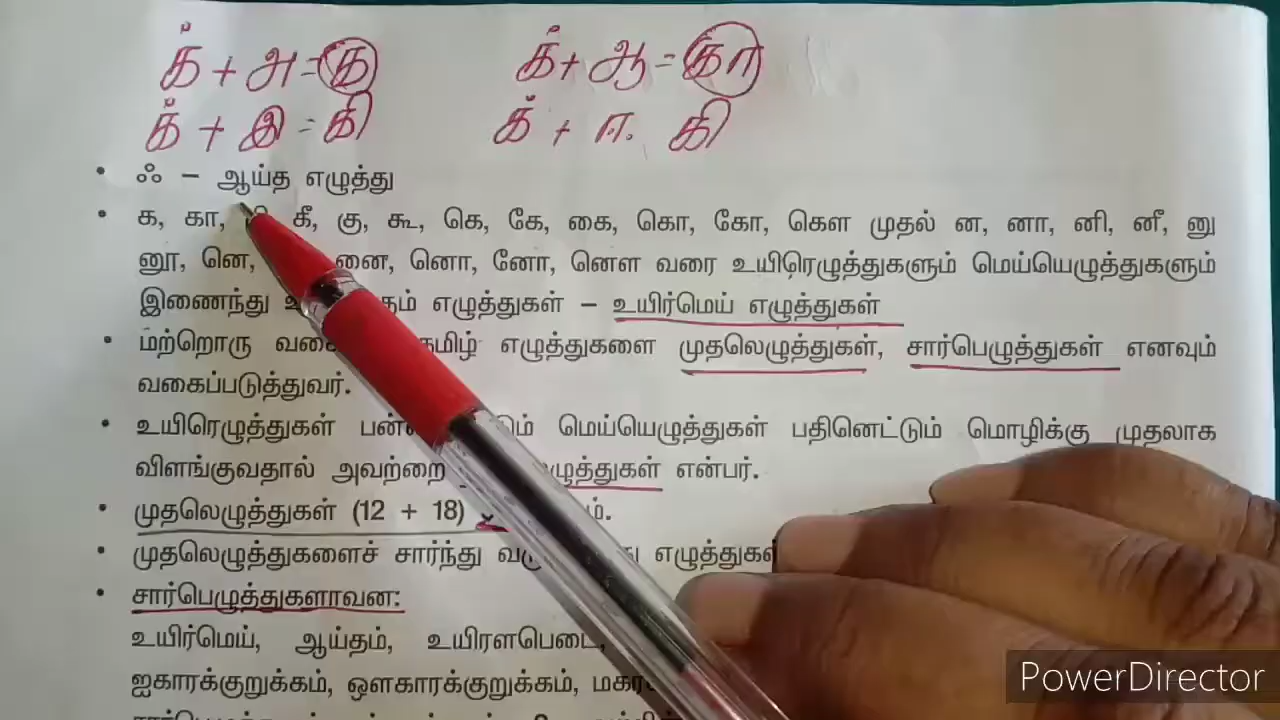 க் + அ = க க் + ஆ = கா
க் + இ = கி க் + ஈ. கி
• ஃ – ஆய்த எழுத்து
• க, கா, கீ, கு, கூ, கெ, கே, கை, கொ, கோ, கௌ முதல் ன, னா, னி, னீ, னு
னூ, னெ, னை, னொ, னோ, னௌ வரை உயிரெழுத்துகளும் மெய்யெழுத்துகளும்
இணைந்து எழுத்துகள் – உயிர்மெய் எழுத்துகள்
• மற்றொரு தமிழ் எழுத்துகளை முதலெழுத்துகள், சார்பெழுத்துகள் எனவும்
வகைப்படுத்துவர்.
• உயிரெழுத்துகள் மெய்யெழுத்துகள் பதினெட்டும் மொழிக்கு முதலாக
விளங்குவதால் அவற்றை என்பர்.
• முதலெழுத்துகள் (12 + 18)
• முதலெழுத்துகளைச் சார்ந்து எழுத்துகள்
• சார்பெழுத்துகளாவன:
உயிர்மெய், ஆய்தம், உயிரளபெடை,
ஐகாரக்குறுக்கம், ஔகாரக்குறுக்கம்,
PowerDirector